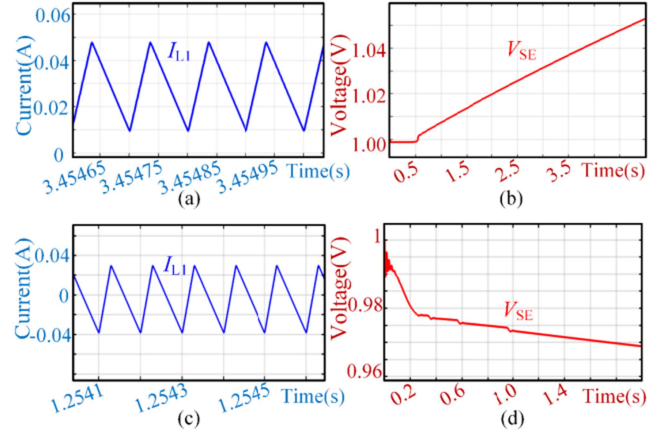 0.06
0.04
0.02
0
Current(A)
I_L1
3.45465
3.45475
3.45485
3.45495
Time(s)
(a)
1.04
1.02
1.00
Voltage(V)
V_SE
0.5
1.5
2.5
3.5
Time(s)
(b)
0.04
0
-0.04
Current(A)
I_L1
1.2541
1.2543
1.2545
Time(s)
(c)
1
0.98
0.96
Voltage(V)
V_SE
0.2
0.6
1.0
1.4
Time(s)
(d)